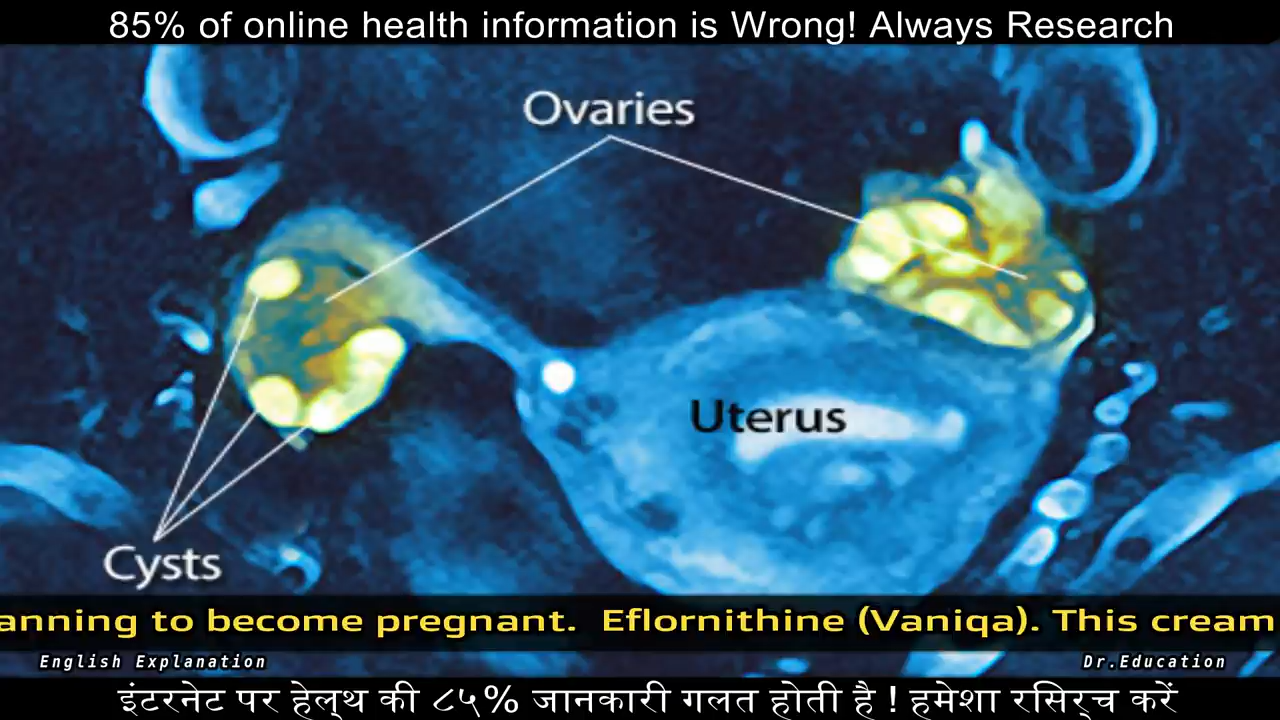 85% of online health information is Wrong! Always Research
Ovaries
Uterus
Cysts
anning to become pregnant.  Eflornithine (Vaniqa). This cream
English Explanation
Dr.Education
इंटरनेट पर हेल्थ की ८५% जानकारी गलत होती है ! हमेशा रिसर्च करें